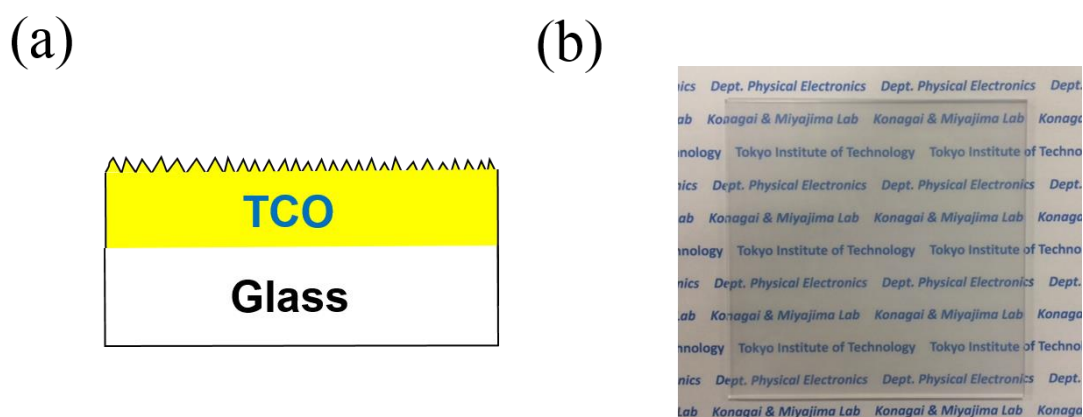 (a)
TCO
Glass
(b)
ics Dept. Physical Electronics Dept. Physical Electronics Dept.
ab Konagai & Miyajima Lab Konagai & Miyajima Lab Konaga
nology Tokyo Institute of Technology Tokyo Institute of Techno
ics Dept. Physical Electronics Dept. Physical Electronics Dept.
ab Konagai & Miyajima Lab Konagai & Miyajima Lab Konaga
nology Tokyo Institute of Technology Tokyo Institute of Techno
nics Dept. Physical Electronics Dept. Physical Electronics Dept.
ab Konagai & Miyajima Lab Konagai & Miyajima Lab Konaga
nology Tokyo Institute of Technology Tokyo Institute of Techno
nics Dept. Physical Electronics Dept. Physical Electronics Dept.
Lab Konagai & Miyajima Lab Konagai & Miyajima Lab Konaga